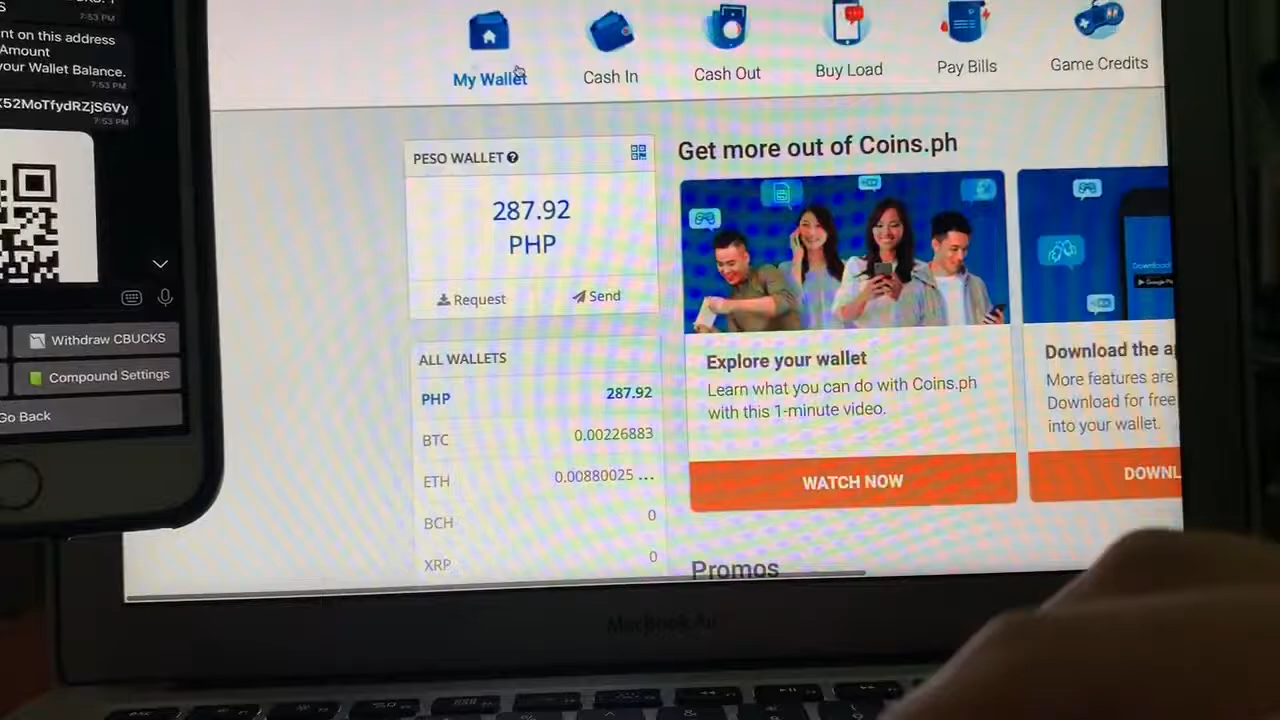 7:53 PM
nt on this address
Amount
your Wallet Balance.
7:53 PM
52MoTfydRZjS6Vy
7:53 PM
Withdraw CBUCKS
Compound Settings
Go Back
My Wallet
Cash In
Cash Out
Buy Load
Pay Bills
Game Credits
PESO WALLET ?
287.92
PHP
Request
Send
ALL WALLETS
PHP 287.92
BTC 0.00226883
ETH 0.00880025 ...
BCH 0
XRP 0
Get more out of Coins.ph
Explore your wallet
Learn what you can do with Coins.ph
with this 1-minute video.
WATCH NOW
Download the a
More features are
Download for free
into your wallet.
DOWNL
Promos
MacBook Air